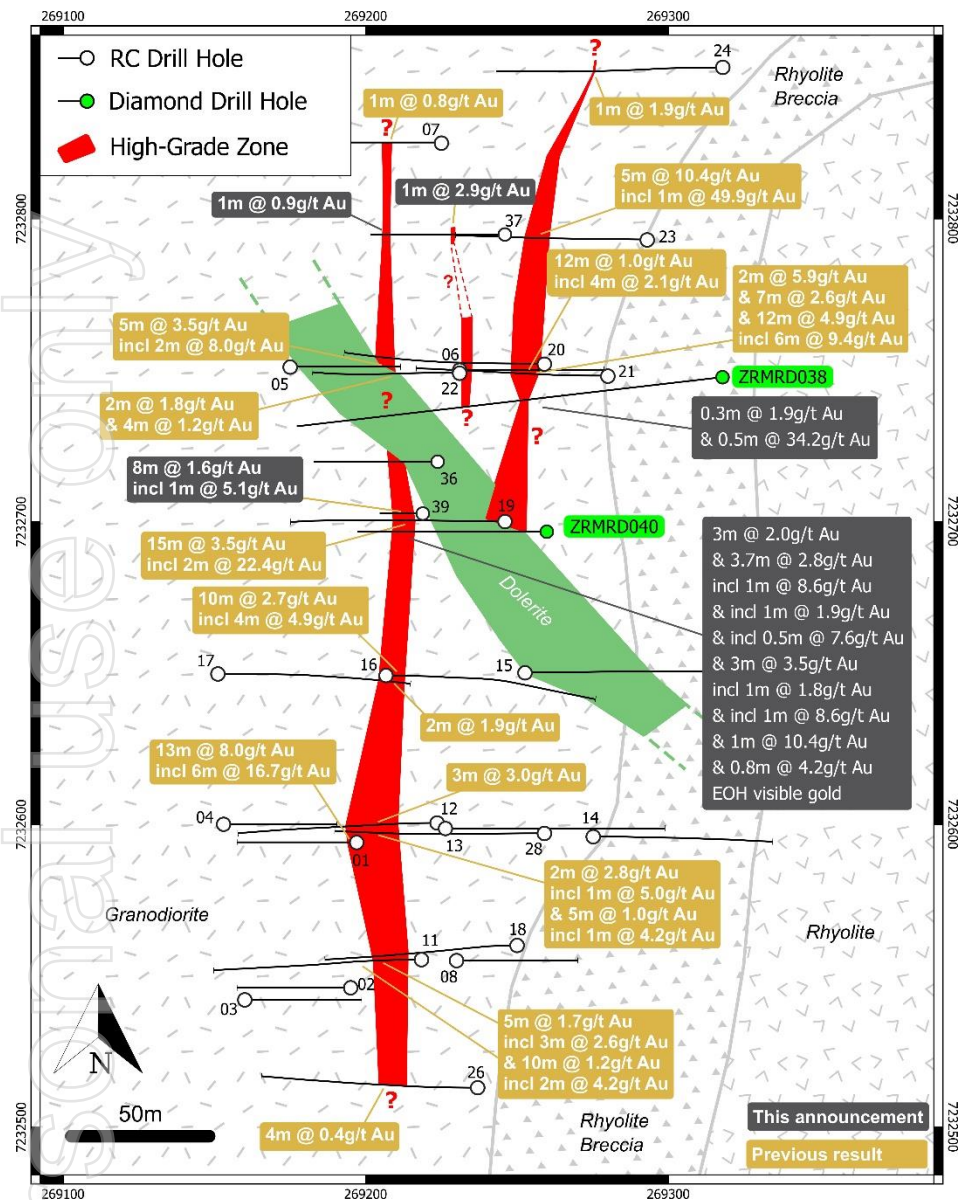 269100
269200
269300
RC Drill Hole
Diamond Drill Hole
High-Grade Zone
?
24
Rhyolite
Breccia
1m @ 0.8g/t Au
1m @ 1.9g/t Au
?
07
1m @ 0.9g/t Au
1m @ 2.9g/t Au
5m @ 10.4g/t Au
incl 1m @ 49.9g/t Au
7232800
7232800
37
23
12m @ 1.0g/t Au
incl 4m @ 2.1g/t Au
2m @ 5.9g/t Au
& 7m @ 2.6g/t Au
& 12m @ 4.9g/t Au
incl 6m @ 9.4g/t Au
?
5m @ 3.5g/t Au
incl 2m @ 8.0g/t Au
06
20
05
22
21
ZRMRD038
2m @ 1.8g/t Au
& 4m @ 1.2g/t Au
?
?
?
0.3m @ 1.9g/t Au
& 0.5m @ 34.2g/t Au
8m @ 1.6g/t Au
incl 1m @ 5.1g/t Au
36
39
19
7232700
7232700
ZRMRD040
15m @ 3.5g/t Au
incl 2m @ 22.4g/t Au
3m @ 2.0g/t Au
& 3.7m @ 2.8g/t Au
incl 1m @ 8.6g/t Au
& incl 1m @ 1.9g/t Au
& incl 0.5m @ 7.6g/t Au
& 3m @ 3.5g/t Au
incl 1m @ 1.8g/t Au
& incl 1m @ 8.6g/t Au
& 1m @ 10.4g/t Au
& 0.8m @ 4.2g/t Au
EOH visible gold
Dolerite
10m @ 2.7g/t Au
incl 4m @ 4.9g/t Au
17
16
15
2m @ 1.9g/t Au
13m @ 8.0g/t Au
incl 6m @ 16.7g/t Au
3m @ 3.0g/t Au
04
12
14
7232600
7232600
01
13
28
2m @ 2.8g/t Au
incl 1m @ 5.0g/t Au
& 5m @ 1.0g/t Au
incl 1m @ 4.2g/t Au
Granodiorite
Rhyolite
11
18
08
02
03
5m @ 1.7g/t Au
incl 3m @ 2.6g/t Au
& 10m @ 1.2g/t Au
incl 2m @ 4.2g/t Au
N
26
?
50m
4m @ 0.4g/t Au
Rhyolite
Breccia
This announcement
Previous result
7232500
7232500
269100
269200
269300
sonal use only